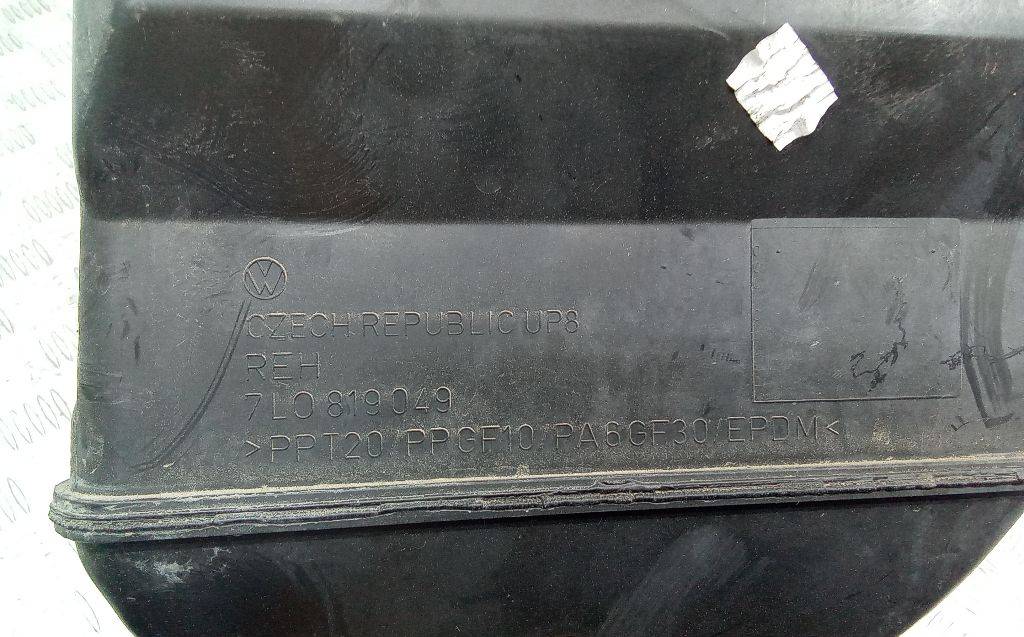 CZECH REPUBLIC UP8
REH
7L0 819 049
>PPT20/PPGF10/PA6GF30/EPDM<